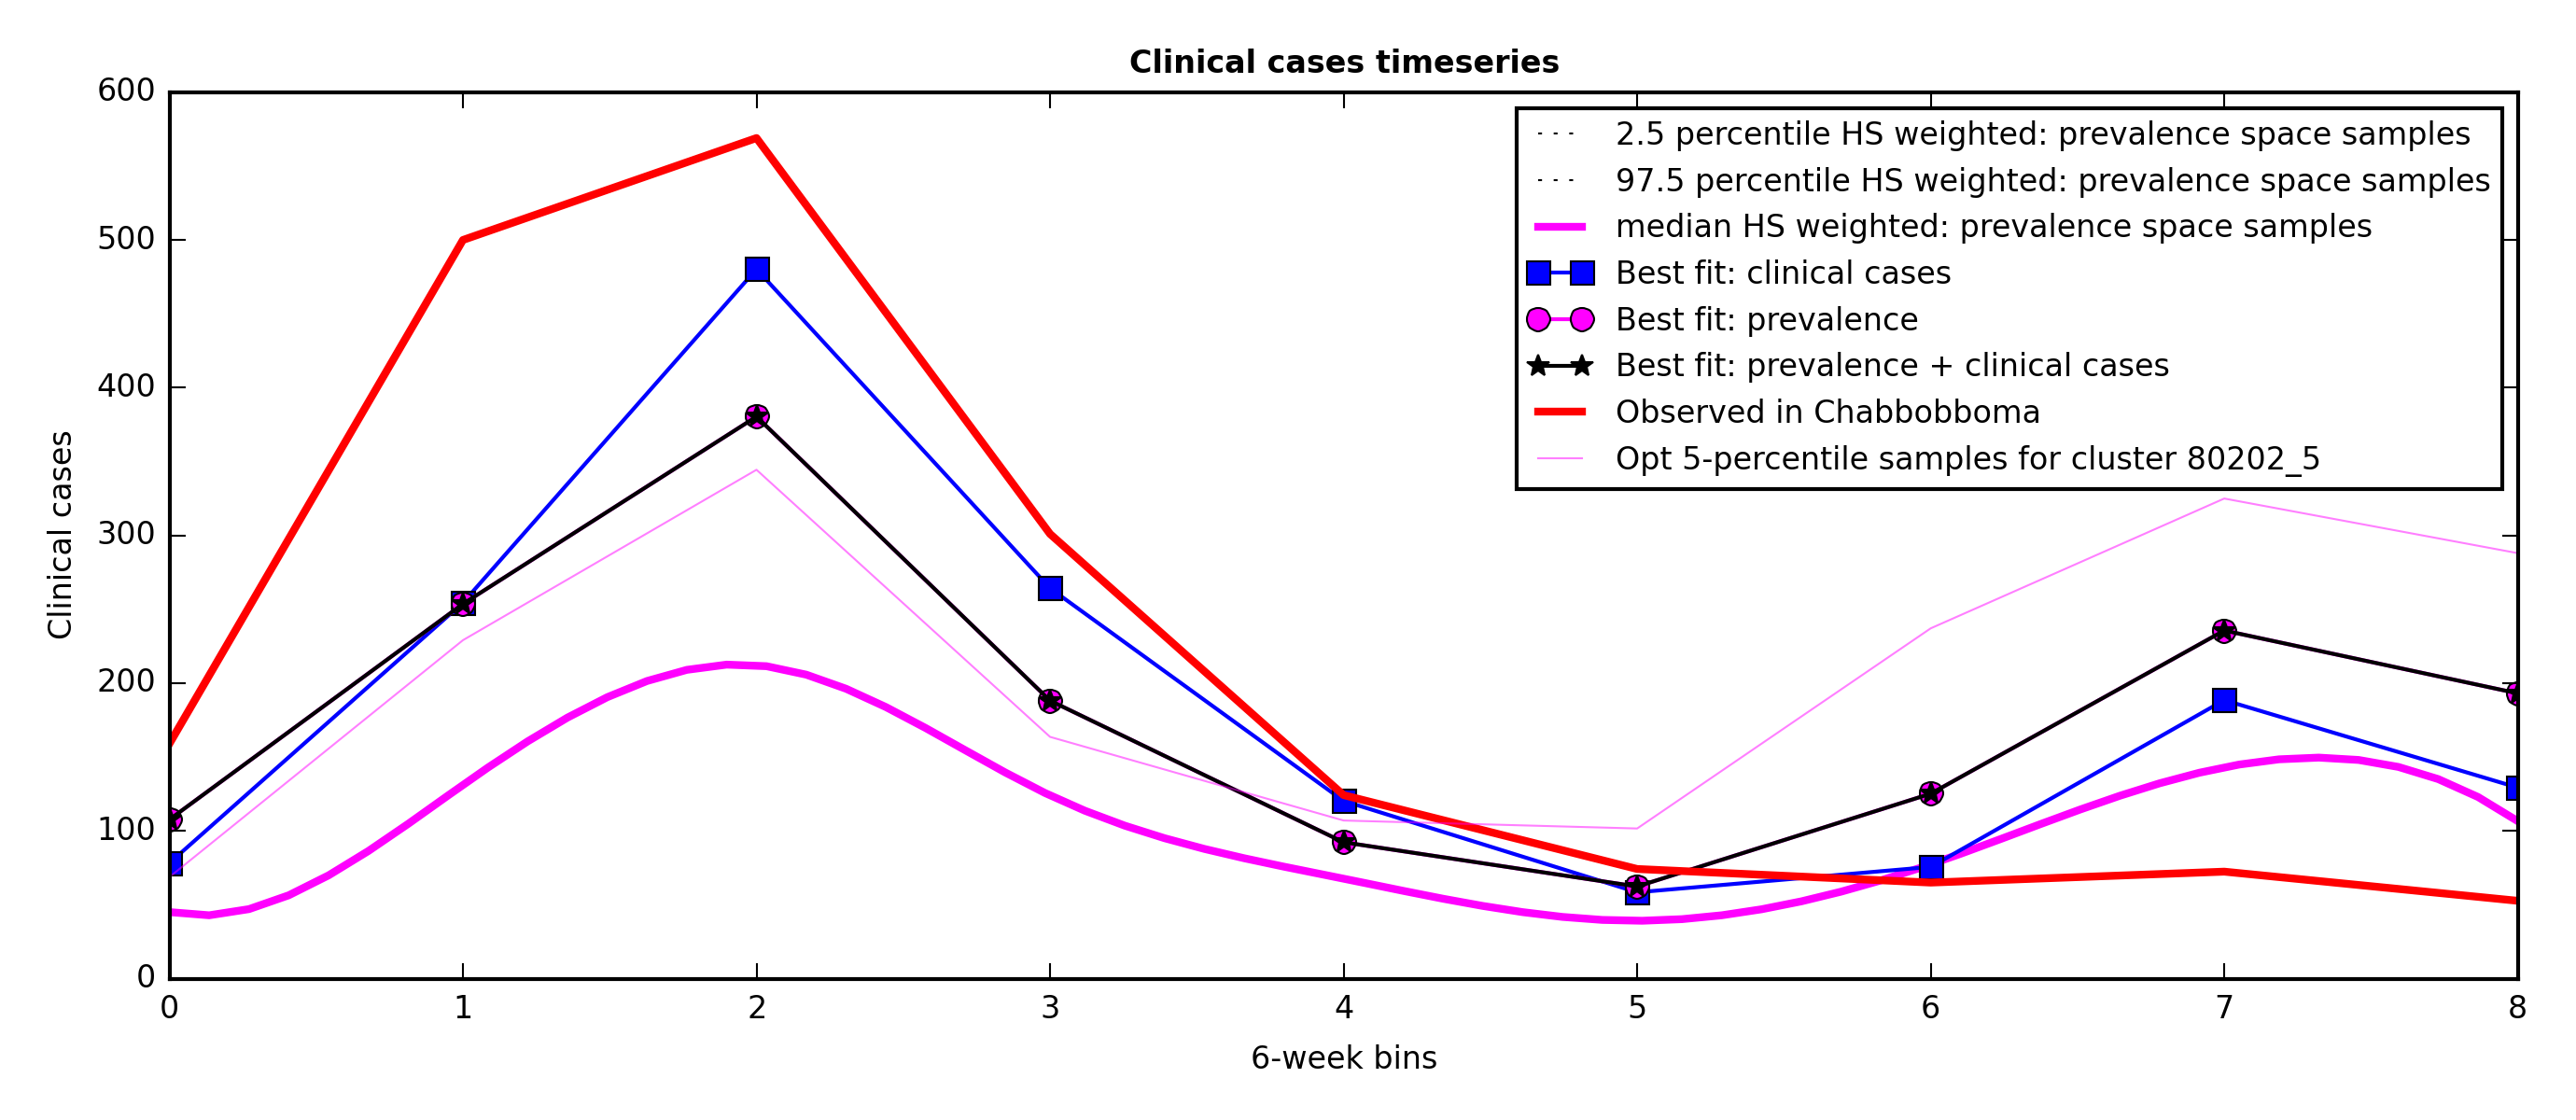 Clinical cases timeseries
600
500
400
300
200
100
0
Clinical cases
2.5 percentile HS weighted: prevalence space samples
97.5 percentile HS weighted: prevalence space samples
median HS weighted: prevalence space samples
Best fit: clinical cases
Best fit: prevalence
Best fit: prevalence + clinical cases
Observed in Chabbobboma
Opt 5-percentile samples for cluster 80202_5
0 1 2 3 4 5 6 7 8
6-week bins